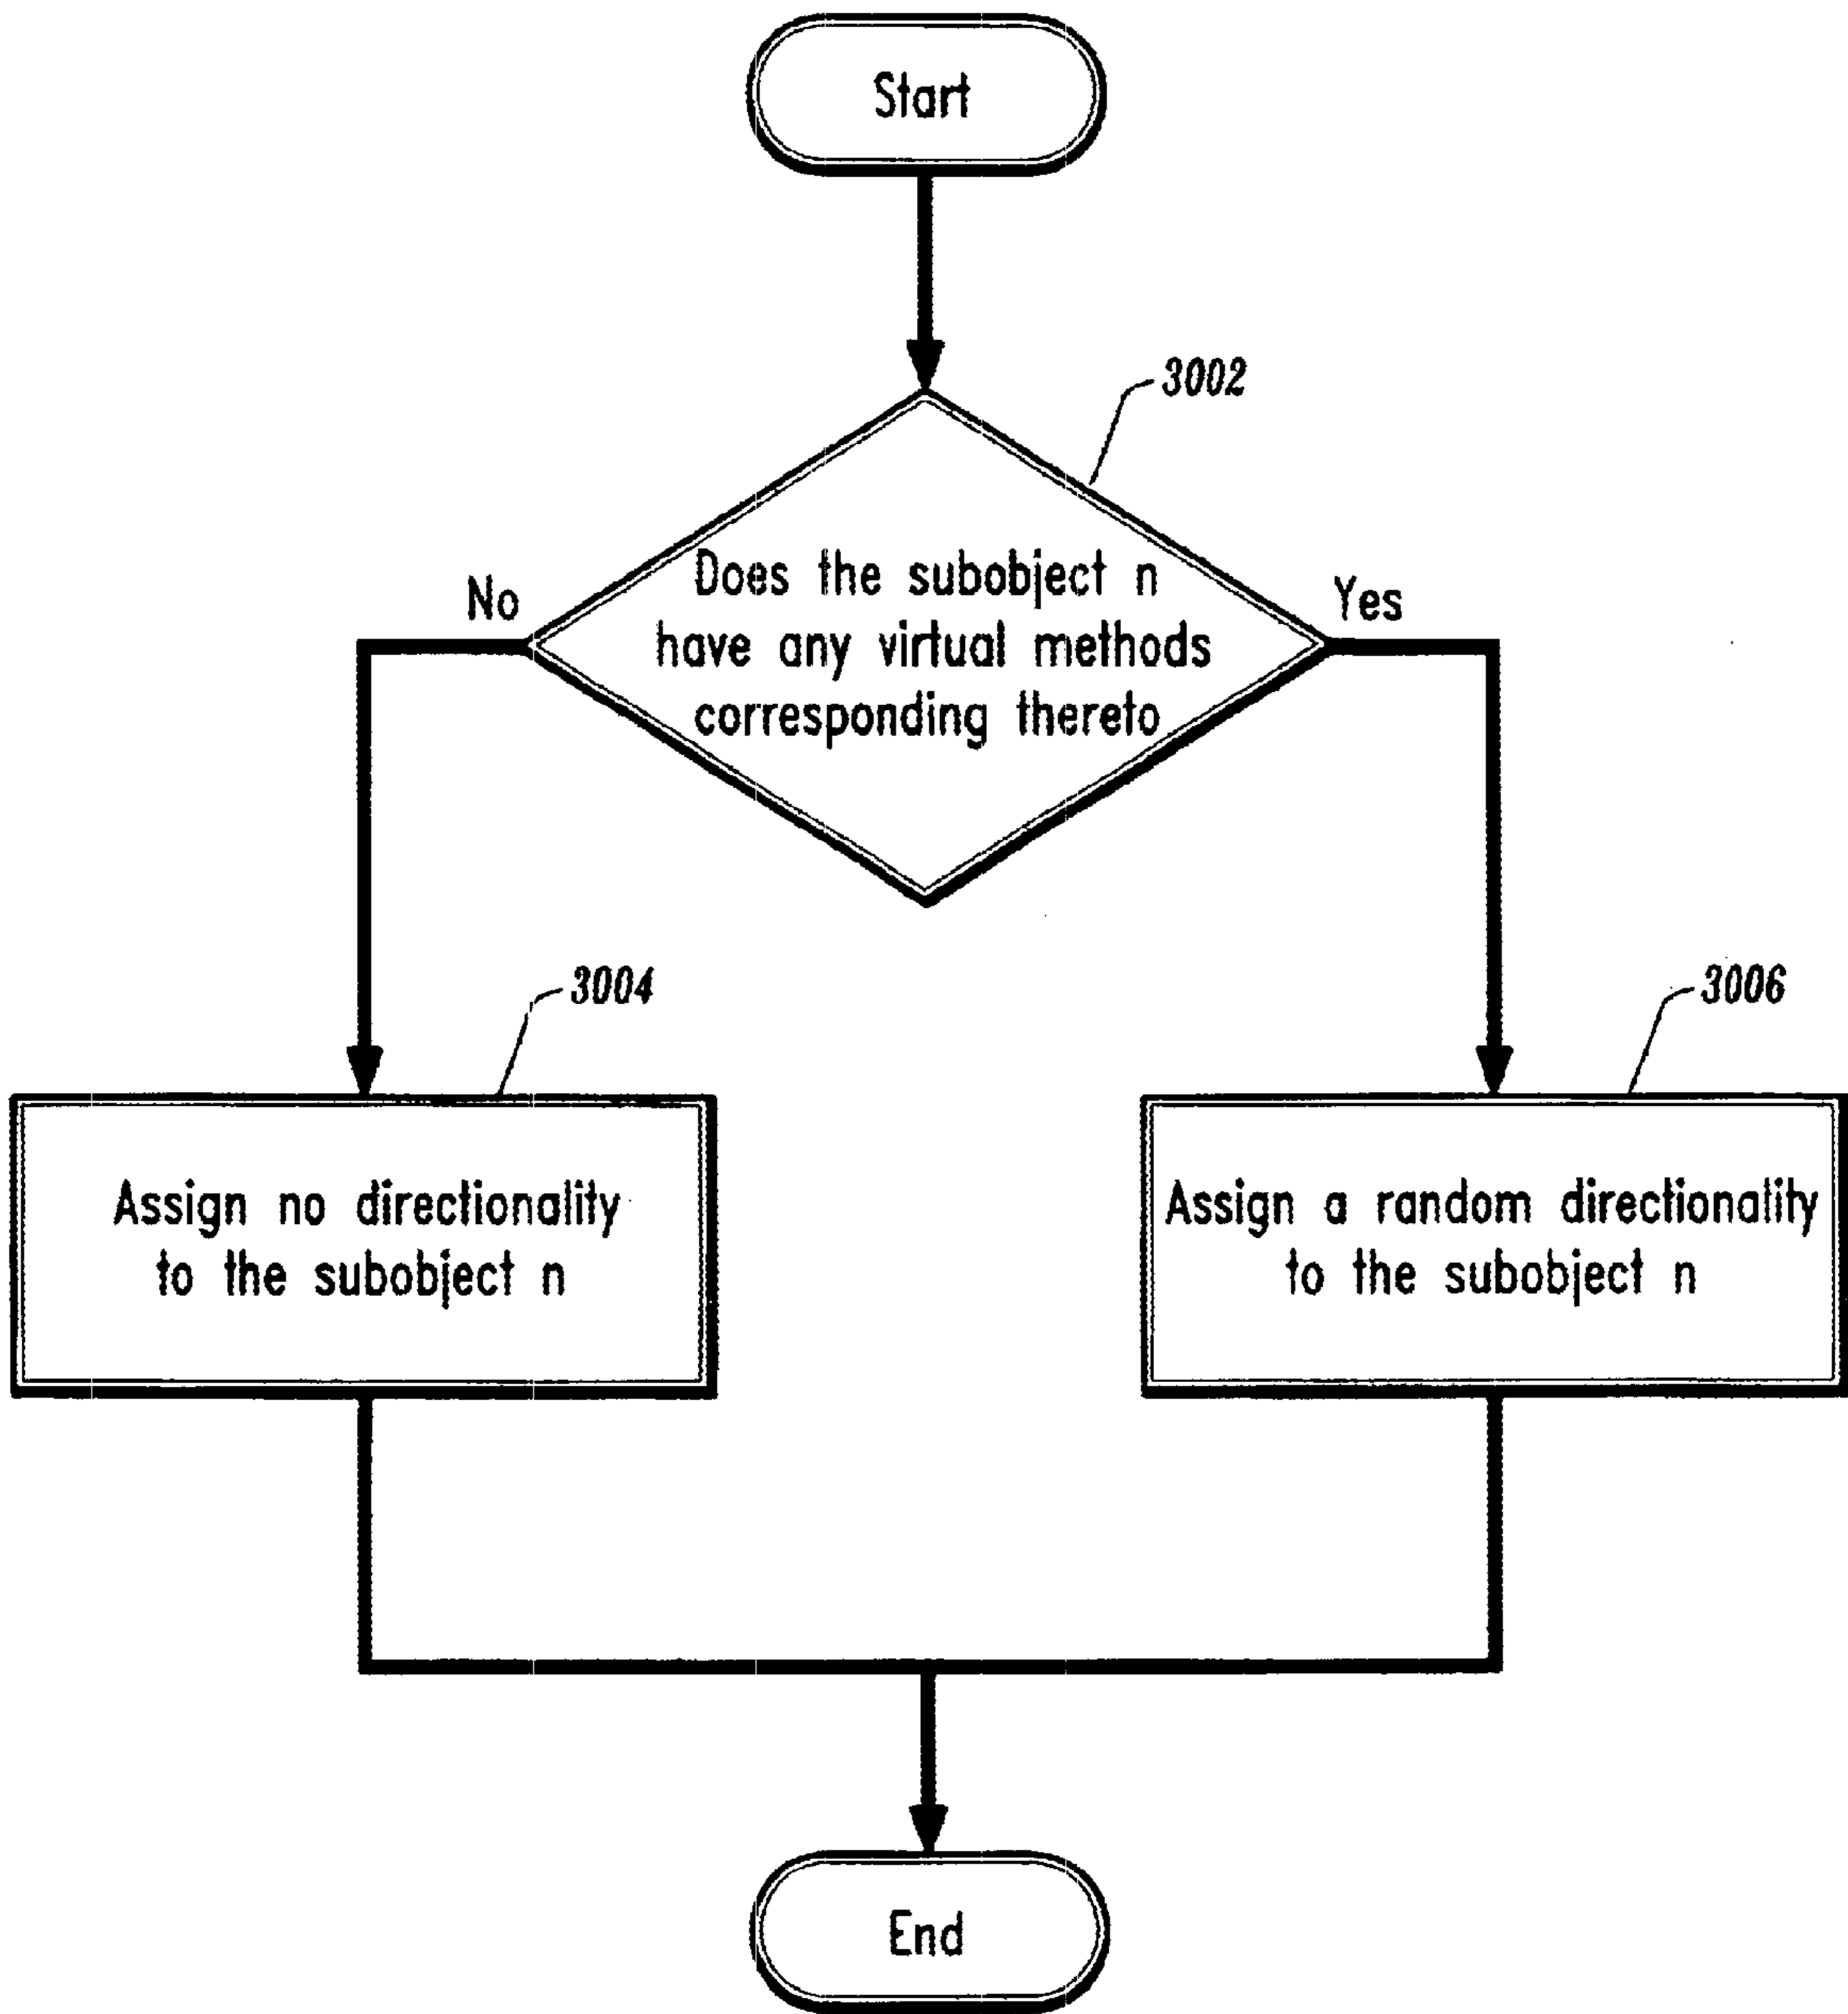 Start
3002
Does the subobject n
have any virtual methods
corresponding thereto
No
Yes
3004
3006
Assign no directionality
to the subobject n
Assign a random directionality
to the subobject n
End